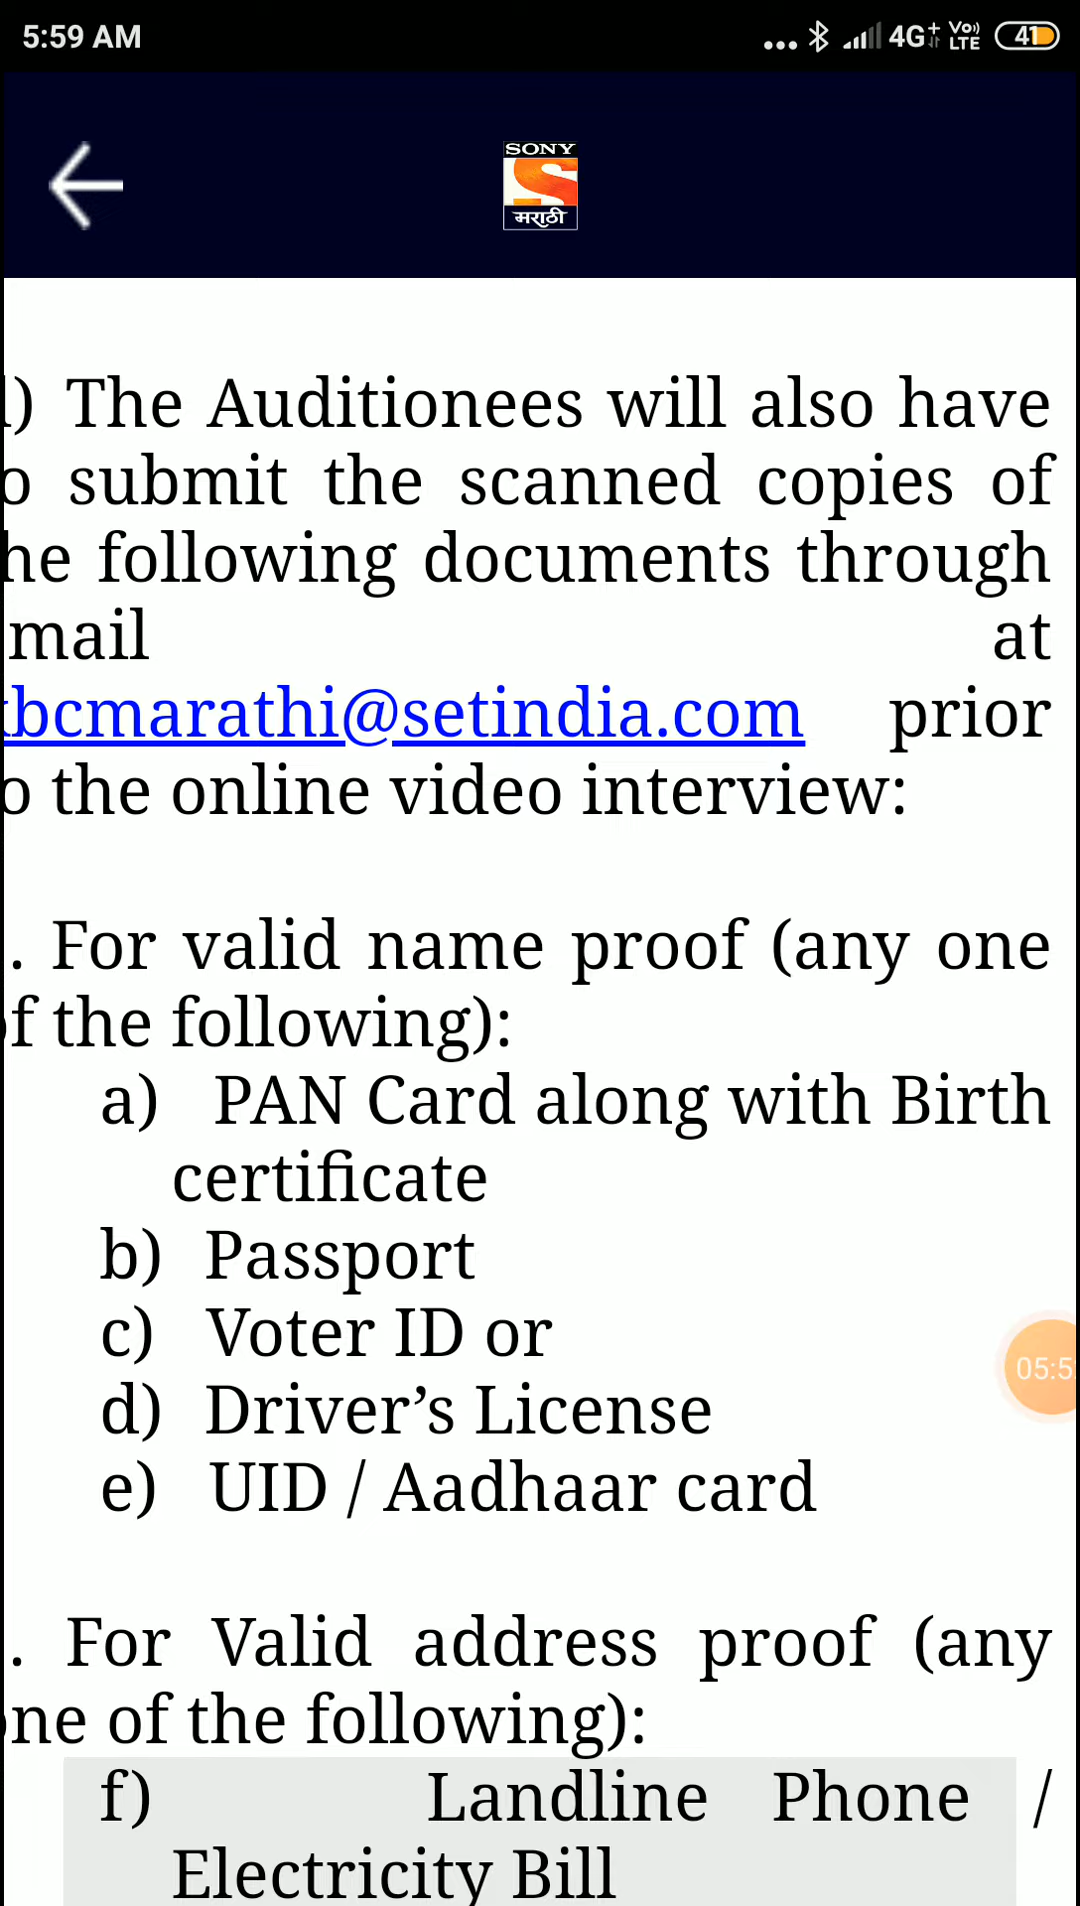 5:59 AM
4G+ VoLTE 41
SONY
मराठी
) The Auditionees will also have
o submit the scanned copies of
he following documents through
mail at
bcmarathi@setindia.com prior
o the online video interview:
. For valid name proof (any one
f the following):
a) PAN Card along with Birth
certificate
b) Passport
c) Voter ID or
d) Driver’s License
e) UID / Aadhaar card
. For Valid address proof (any
ne of the following):
f) Landline Phone /
Electricity Bill
05:5